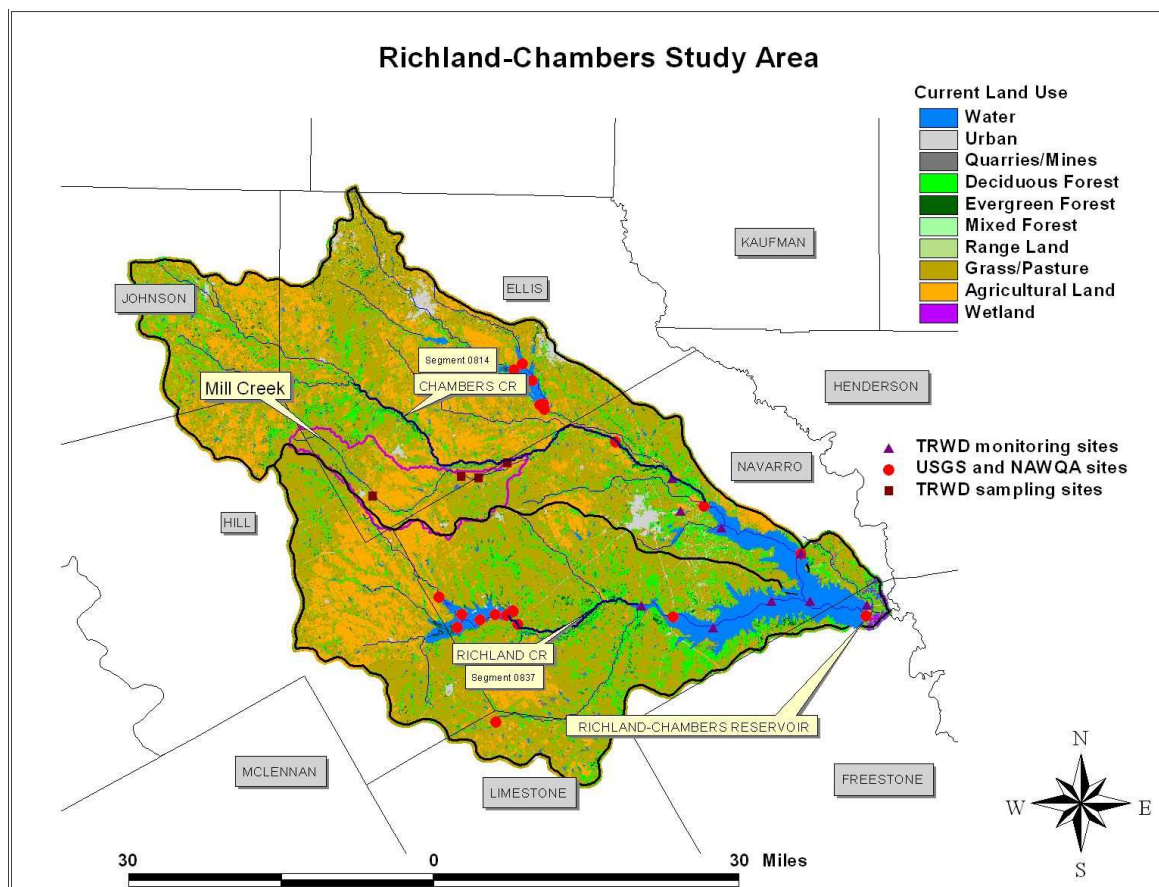 Richland-Chambers Study Area
Current Land Use
Water
Urban
Quarries/Mines
Deciduous Forest
Evergreen Forest
Mixed Forest
Range Land
Grass/Pasture
Agricultural Land
Wetland
KAUFMAN
ELLIS
JOHNSON
Segment 0814
CHAMBERS CR
Mill Creek
HENDERSON
TRWD monitoring sites
USGS and NAWQA sites
TRWD sampling sites
NAVARRO
HILL
RICHLAND CR
Segment 0837
RICHLAND-CHAMBERS RESERVOIR
MCLENNAN
LIMESTONE
FREESTONE
N
W E
S
30 0 30 Miles